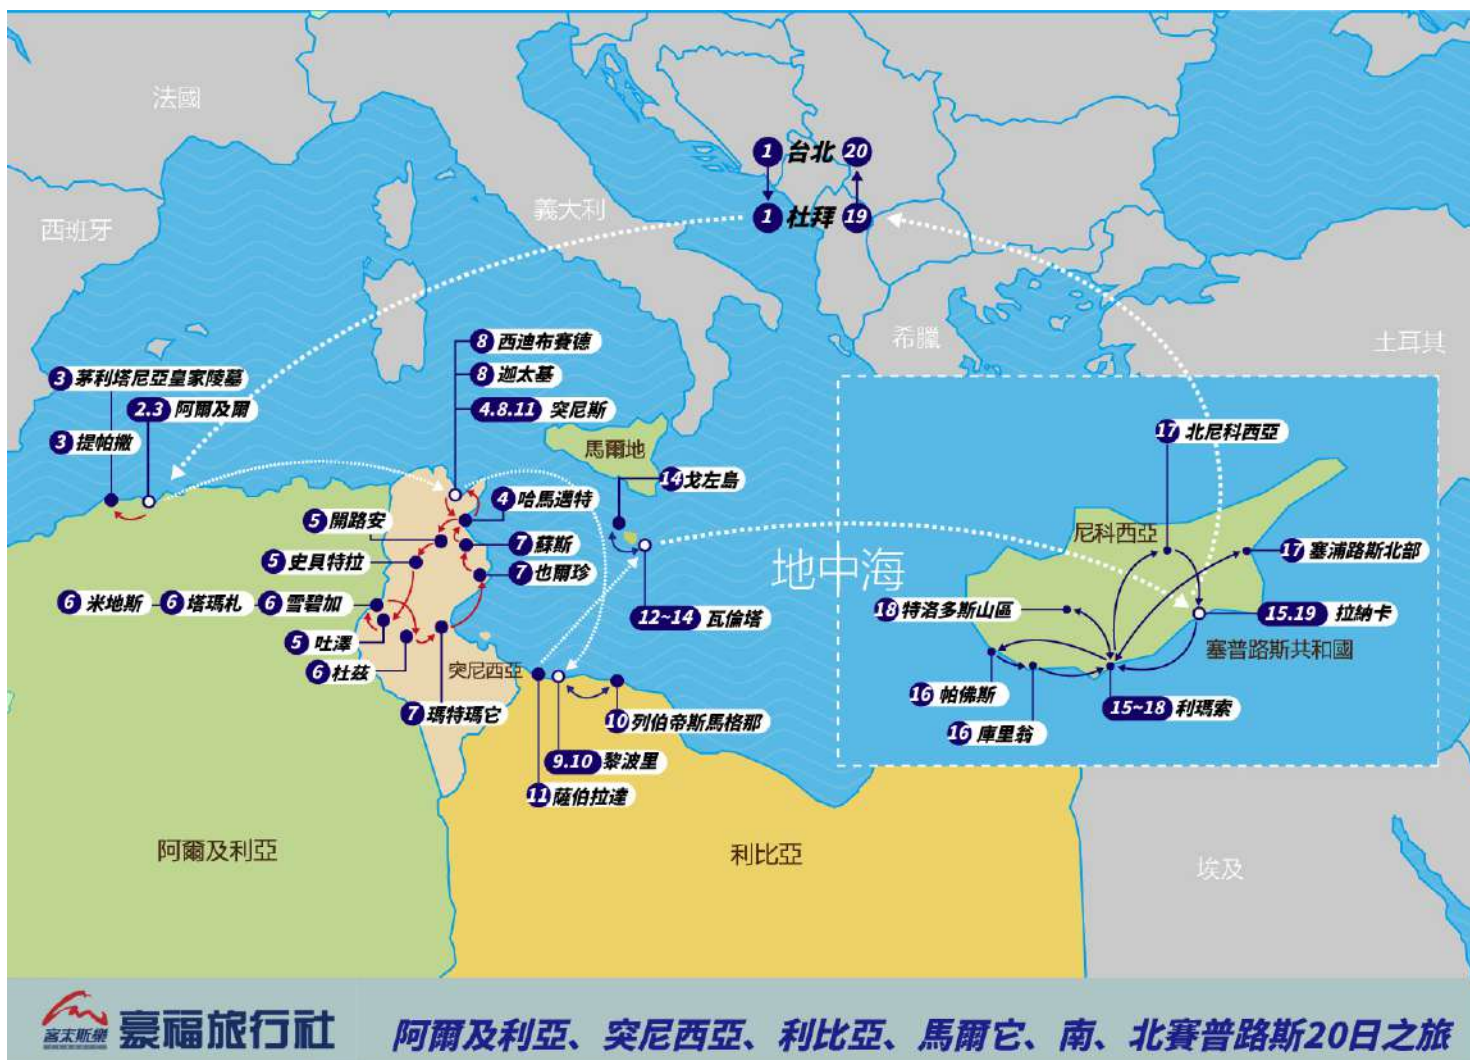 法國
1 台北 20
義大利
1 杜拜 19
西班牙
希臘
土耳其
8 西迪布賽德
8 迦太基
4.8.11 突尼斯
3 茅利塔尼亞皇家陵墓
2.3 阿爾及爾
3 提帕撒
馬爾地
14 戈左島
4 哈馬邁特
5 開路安
7 蘇斯
5 史貝特拉
7 也爾珍
6 米地斯
6 塔瑪札
6 雪碧加
5 吐澤
6 杜茲
突尼西亞
7 瑪特瑪它
12~14 瓦倫塔
地中海
10 列伯帝斯馬格那
9.10 黎波里
11 薩伯拉達
17 北尼科西亞
尼科西亞
17 塞浦路斯北部
18 特洛多斯山區
15.19 拉納卡
塞普路斯共和國
16 帕佛斯
15~18 利瑪索
16 庫里翁
阿爾及利亞
利比亞
埃及
喜太斯樂
豪福旅行社
阿爾及利亞、突尼西亞、利比亞、馬爾它、南、北賽普路斯20日之旅